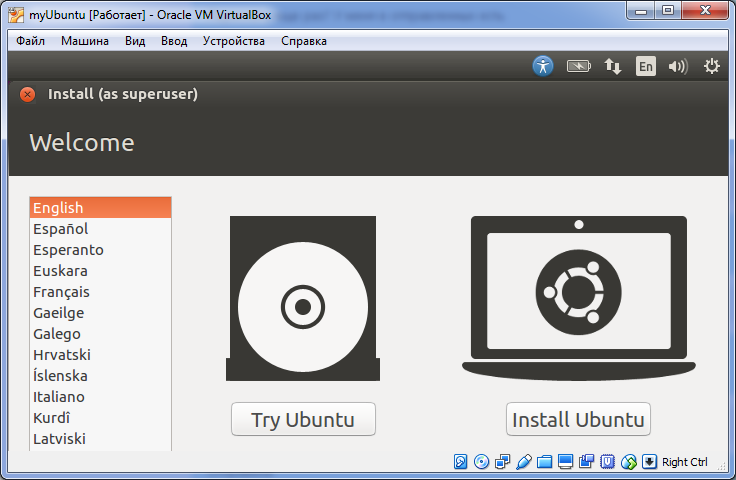 myUbuntu [Работает] - Oracle VM VirtualBox
Файл Машина Вид Ввод Устройства Справка
En
Install (as superuser)
Welcome
English
Español
Esperanto
Euskara
Français
Gaeilge
Galego
Hrvatski
Íslenska
Italiano
Kurdî
Latviski
Try Ubuntu
Install Ubuntu
Right Ctrl